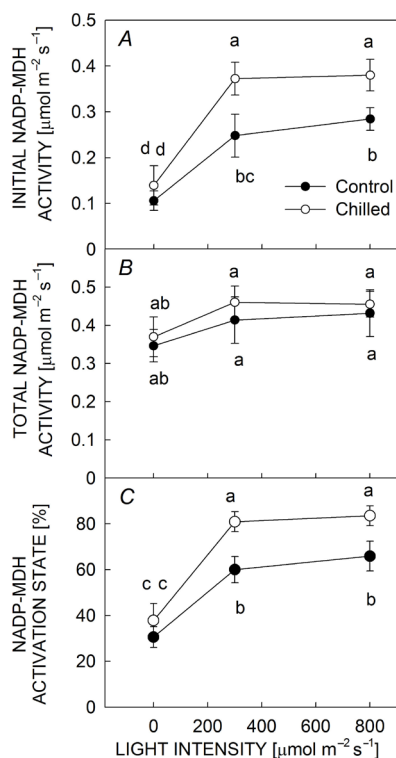 A
INITIAL NADP-MDH
ACTIVITY [µmol m⁻² s⁻¹]
0.5
0.4
0.3
0.2
0.1
0
a
a
d d
bc
b
Control
Chilled
B
TOTAL NADP-MDH
ACTIVITY [µmol m⁻² s⁻¹]
0.5
0.4
0.3
0.2
0.1
0
ab
a
a
ab
a
a
C
NADP-MDH
ACTIVATION STATE [%]
80
60
40
20
0
a
a
c c
b
b
0 200 400 600 800
LIGHT INTENSITY [µmol m⁻² s⁻¹]